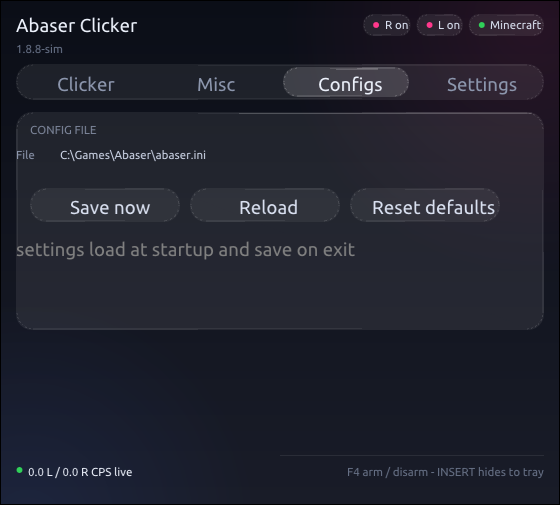 Abaser Clicker
R on L on Minecraft
1.8.8-sim
Clicker Misc Configs Settings
CONFIG FILE
File C:\Games\Abaser\abaser.ini
Save now Reload Reset defaults
settings load at startup and save on exit
0.0 L / 0.0 R CPS live
F4 arm / disarm - INSERT hides to tray